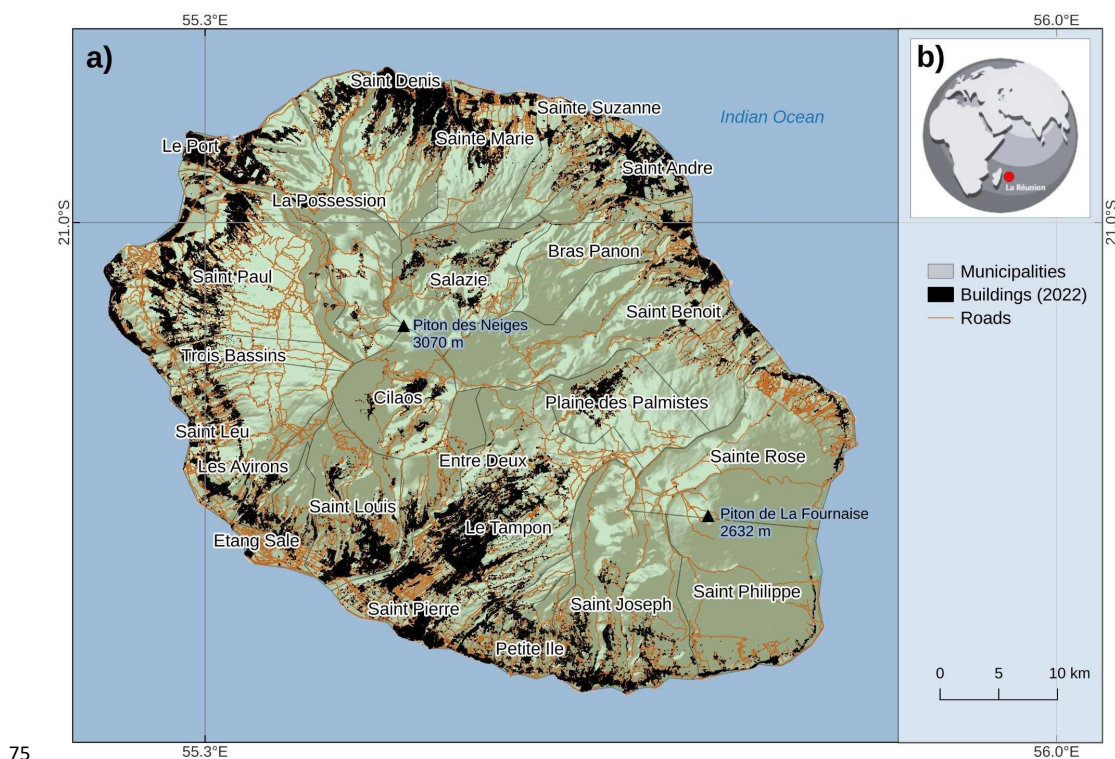 55.3°E
56.0°E
a)
b)
Saint Denis
Sainte Suzanne
Indian Ocean
Sainte Marie
Le Port
Saint Andre
La Réunion
La Possession
21.0°S
21.0°S
Bras Panon
Saint Paul
Salazie
Municipalities
Buildings (2022)
Saint Benoit
Roads
Piton des Neiges
3070 m
Trois Bassins
Cilaos
Plaine des Palmistes
Saint Leu
Sainte Rose
Les Avirons
Entre Deux
Saint Louis
Piton de La Fournaise
2632 m
Le Tampon
Etang Sale
Saint Philippe
Saint Pierre
Saint Joseph
Petite Ile
0 5 10 km
75
55.3°E
56.0°E